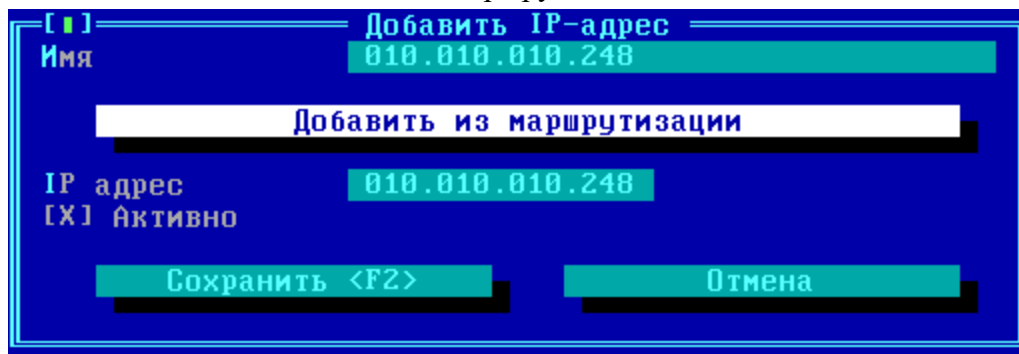 [▮] Добавить IP-адрес
Имя 010.010.010.248
Добавить из маршрутизации
IP адрес 010.010.010.248
[X] Активно
Сохранить <F2> Отмена